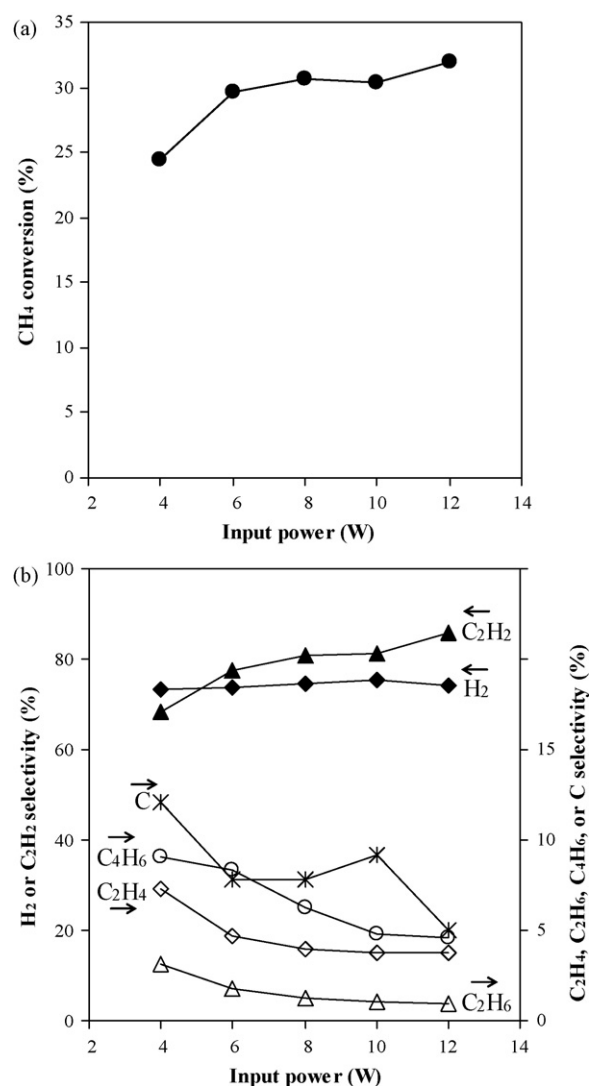 (a)
35
30
25
20
15
10
5
0
CH₄ conversion (%)
2 4 6 8 10 12 14
Input power (W)
(b)
100
80
60
40
20
0
H₂ or C₂H₂ selectivity (%)
C₂H₂
H₂
C
C₄H₆
C₂H₄
C₂H₆
15
10
5
0
C₂H₄, C₂H₆, C₄H₆, or C selectivity (%)
2 4 6 8 10 12 14
Input power (W)